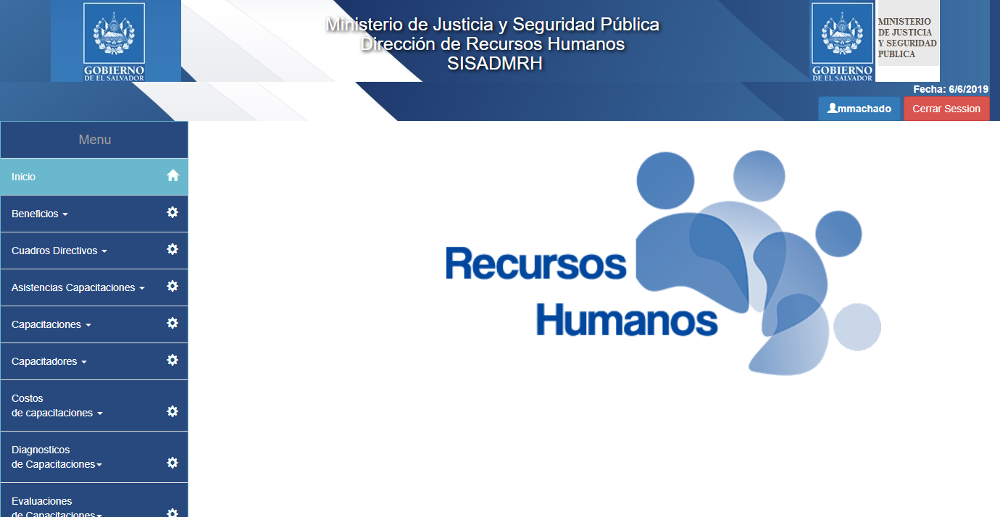 GOBIERNO
DE EL SALVADOR
Ministerio de Justicia y Seguridad Pública
Dirección de Recursos Humanos
SISADMRH
GOBIERNO
DE EL SALVADOR
MINISTERIO
DE JUSTICIA
Y SEGURIDAD
PUBLICA
Fecha: 6/6/2019
mmachado
Cerrar Session
Menu
Inicio
Beneficios
Cuadros Directivos
Asistencias Capacitaciones
Capacitaciones
Capacitadores
Costos
de capacitaciones
Diagnosticos
de Capacitaciones
Evaluaciones
de Capacitaciones
Recursos
Humanos